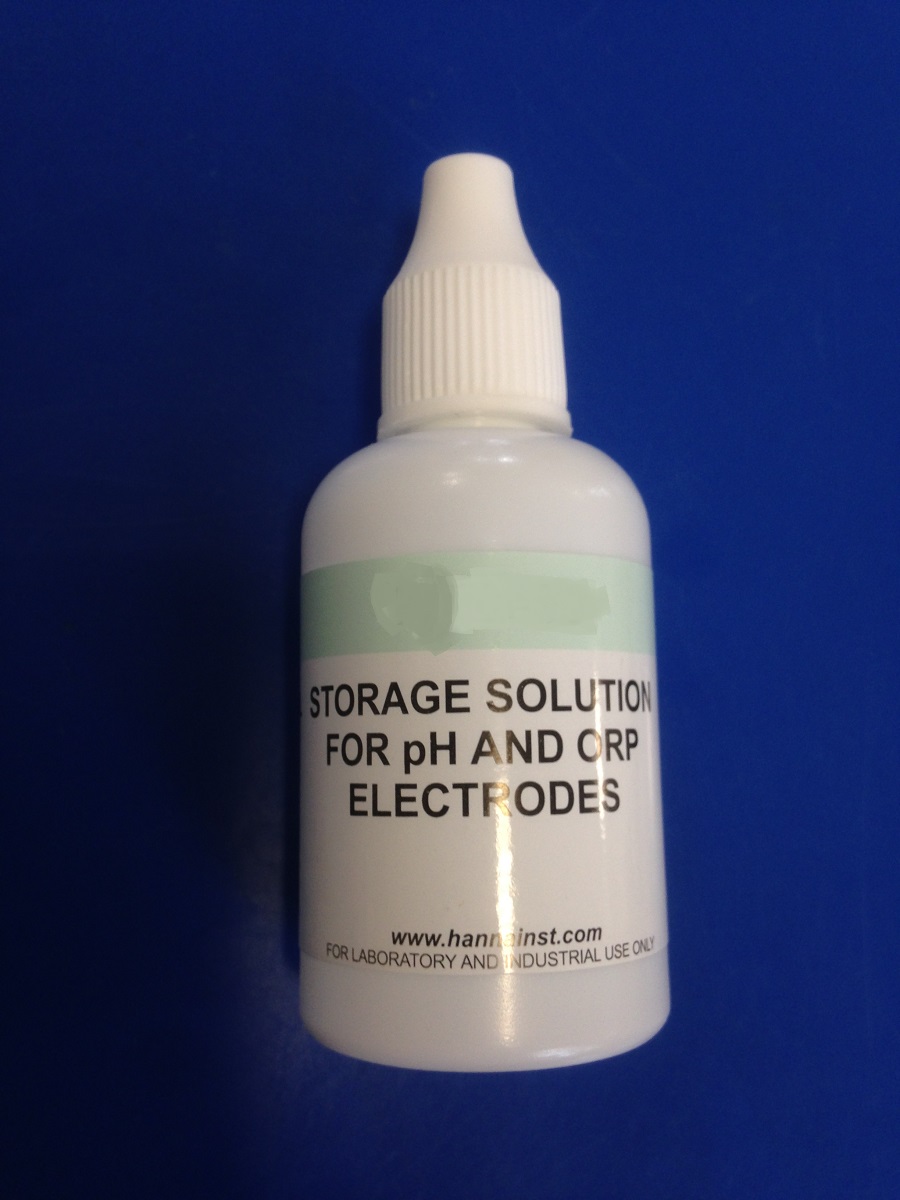 STORAGE SOLUTION
FOR pH AND ORP
ELECTRODES
www.hannainst.com
FOR LABORATORY AND INDUSTRIAL USE ONLY